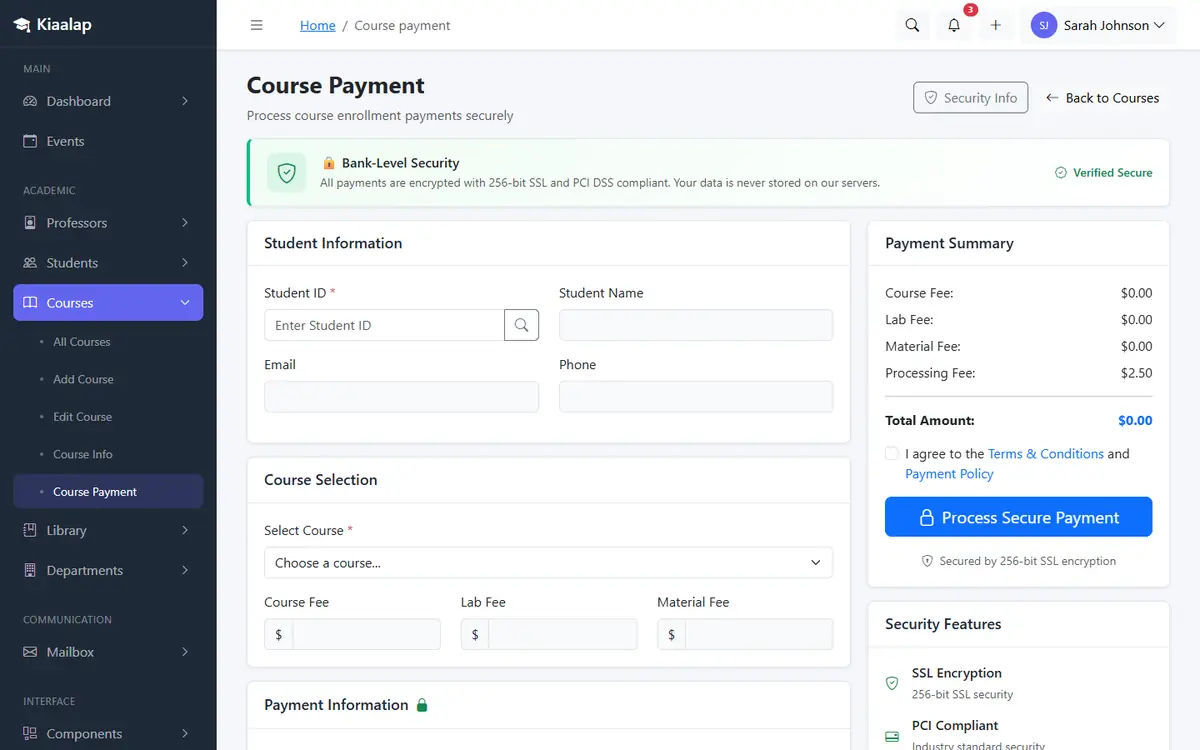 Kiaalap
MAIN
Dashboard
Events
ACADEMIC
Professors
Students
Courses
All Courses
Add Course
Edit Course
Course Info
Course Payment
Library
Departments
COMMUNICATION
Mailbox
INTERFACE
Components
Home / Course payment
3
SJ Sarah Johnson
Course Payment
Process course enrollment payments securely
Security Info
← Back to Courses
🔒 Bank-Level Security
All payments are encrypted with 256-bit SSL and PCI DSS compliant. Your data is never stored on our servers.
Verified Secure
Student Information
Student ID * Student Name
Enter Student ID
Email Phone
Course Selection
Select Course *
Choose a course...
Course Fee Lab Fee Material Fee
$ $ $
Payment Information
Payment Summary
Course Fee: $0.00
Lab Fee: $0.00
Material Fee: $0.00
Processing Fee: $2.50
Total Amount: $0.00
I agree to the Terms & Conditions and
Payment Policy
Process Secure Payment
Secured by 256-bit SSL encryption
Security Features
SSL Encryption
256-bit SSL security
PCI Compliant
Industry standard security